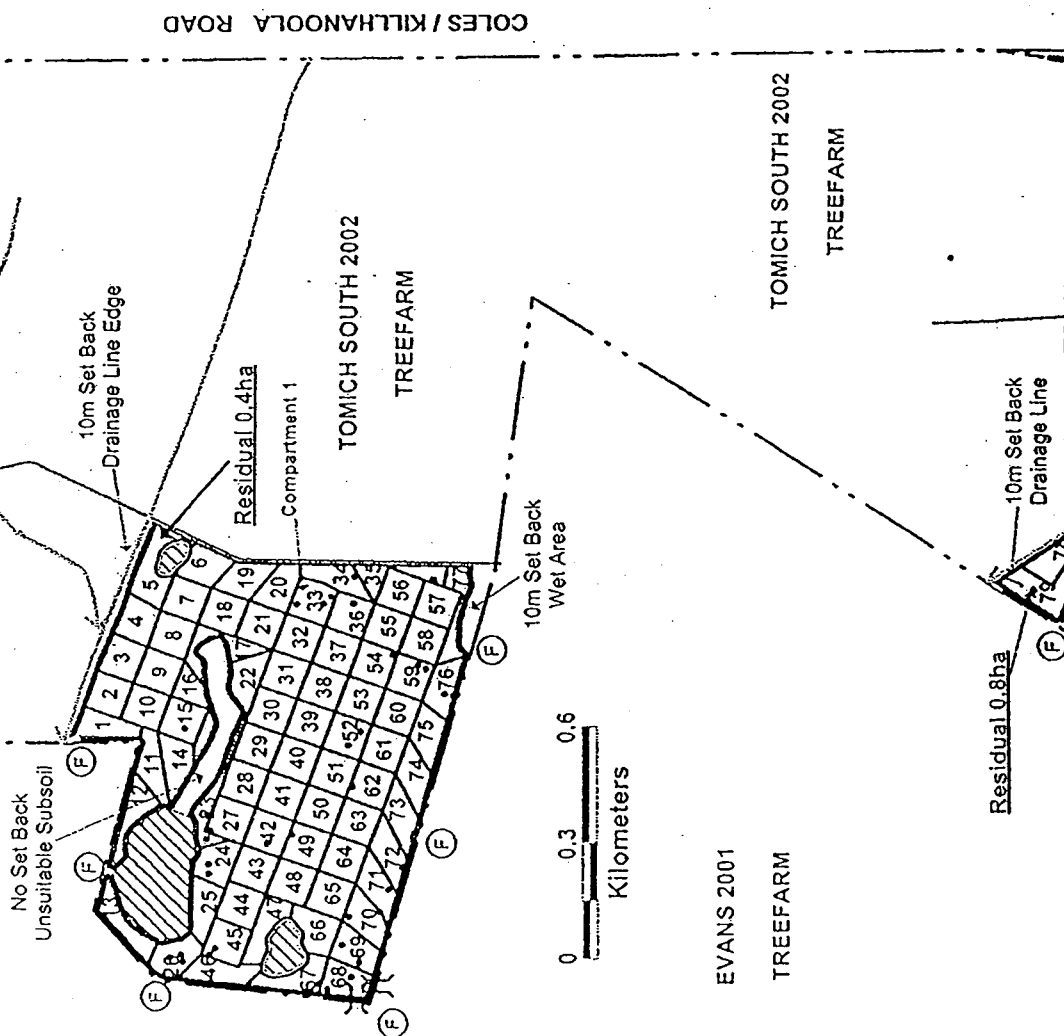 COLES / KILLHANOOLA ROAD
10m Set Back
Drainage Line Edge
Residual 0.4ha
Compartment 1
TOMICH SOUTH 2002
TREEFARM
TOMICH SOUTH 2002
TREEFARM
No Set Back
Unsuitable Subsoil
F
F
F
F
F
F
F
1 2 3 4 5
10 9 8 7 6
11 12 13
14 15 16 17 18 19
20 21 22 23
24 25
27 28 29 30 31 32 33 34
35 36 37 38 39 40 41 42 43 44 45
46 47 48 49 50 51 52 53 54 55 56
57 58 59 60 61 62 63 64 65 66 67
68 69 70 71 72 73 74 75 76 77
10m Set Back
Wet Area
0 0.3 0.6
Kilometers
EVANS 2001
TREEFARM
10m Set Back
Drainage Line
79
Residual 0.8ha